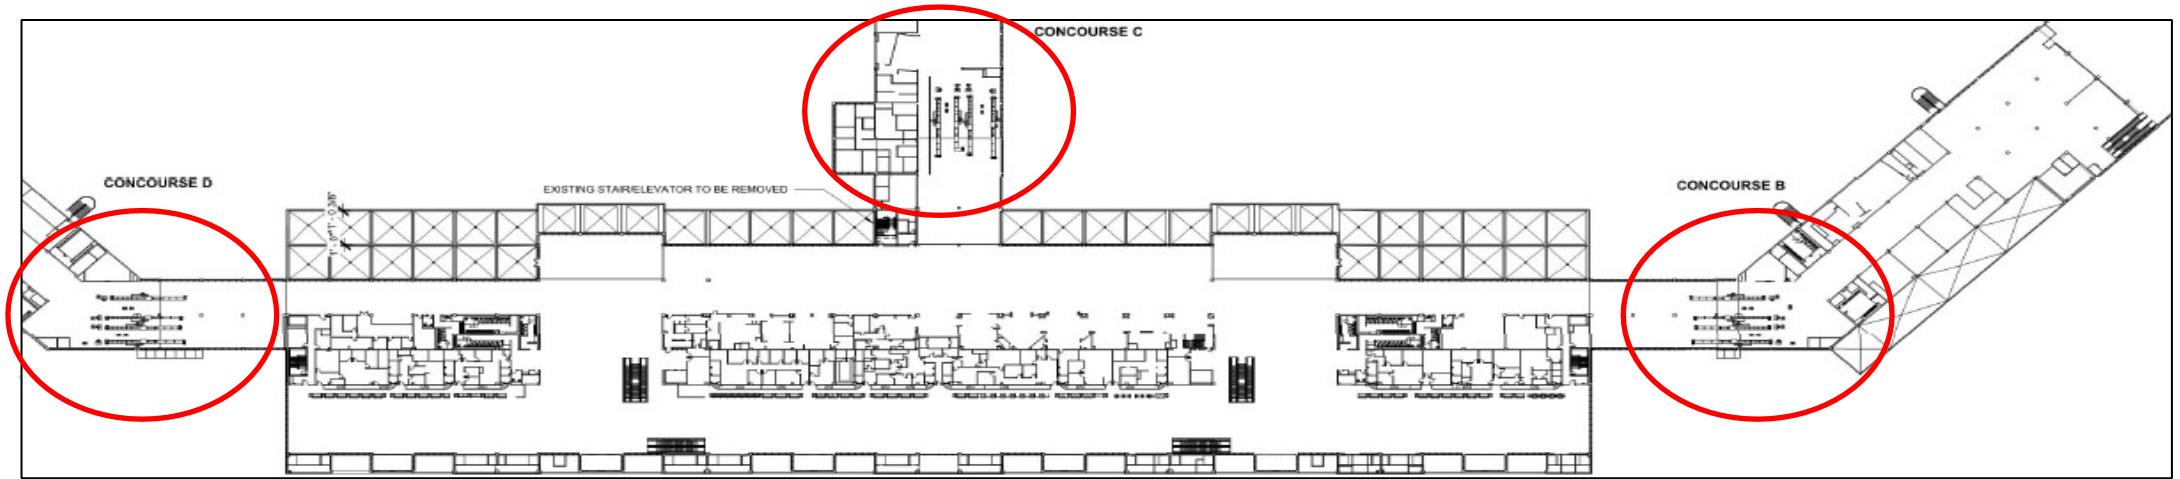 CONCOURSE C
CONCOURSE D
EXISTING STAIR/ELEVATOR TO BE REMOVED
CONCOURSE B